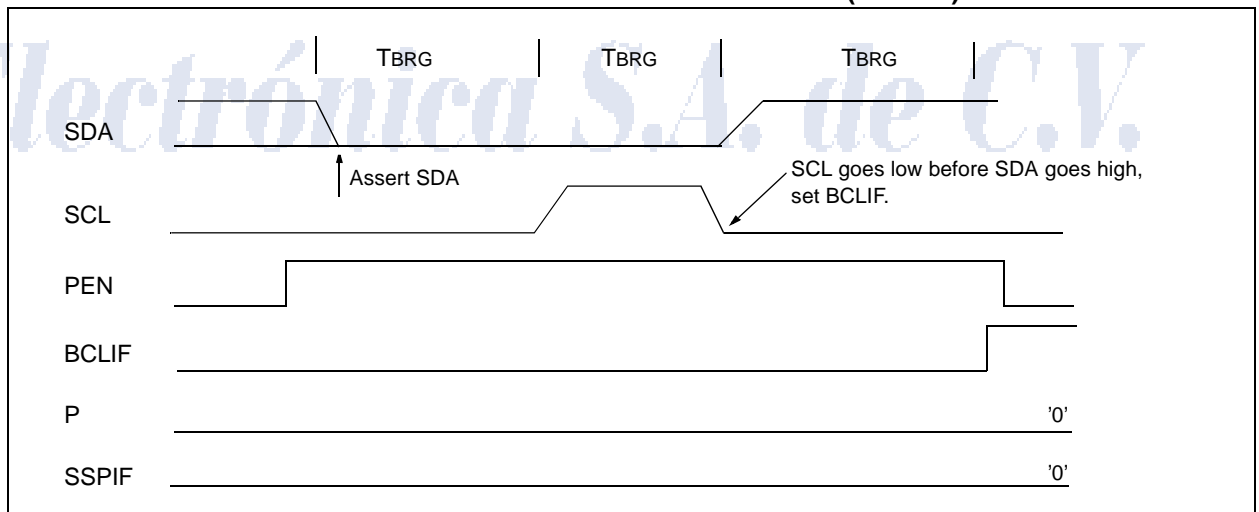 TBRG TBRG TBRG
Electrónica S.A. de C.V.
SDA
Assert SDA
SCL goes low before SDA goes high,
set BCLIF.
SCL
PEN
BCLIF
P '0'
SSPIF '0'